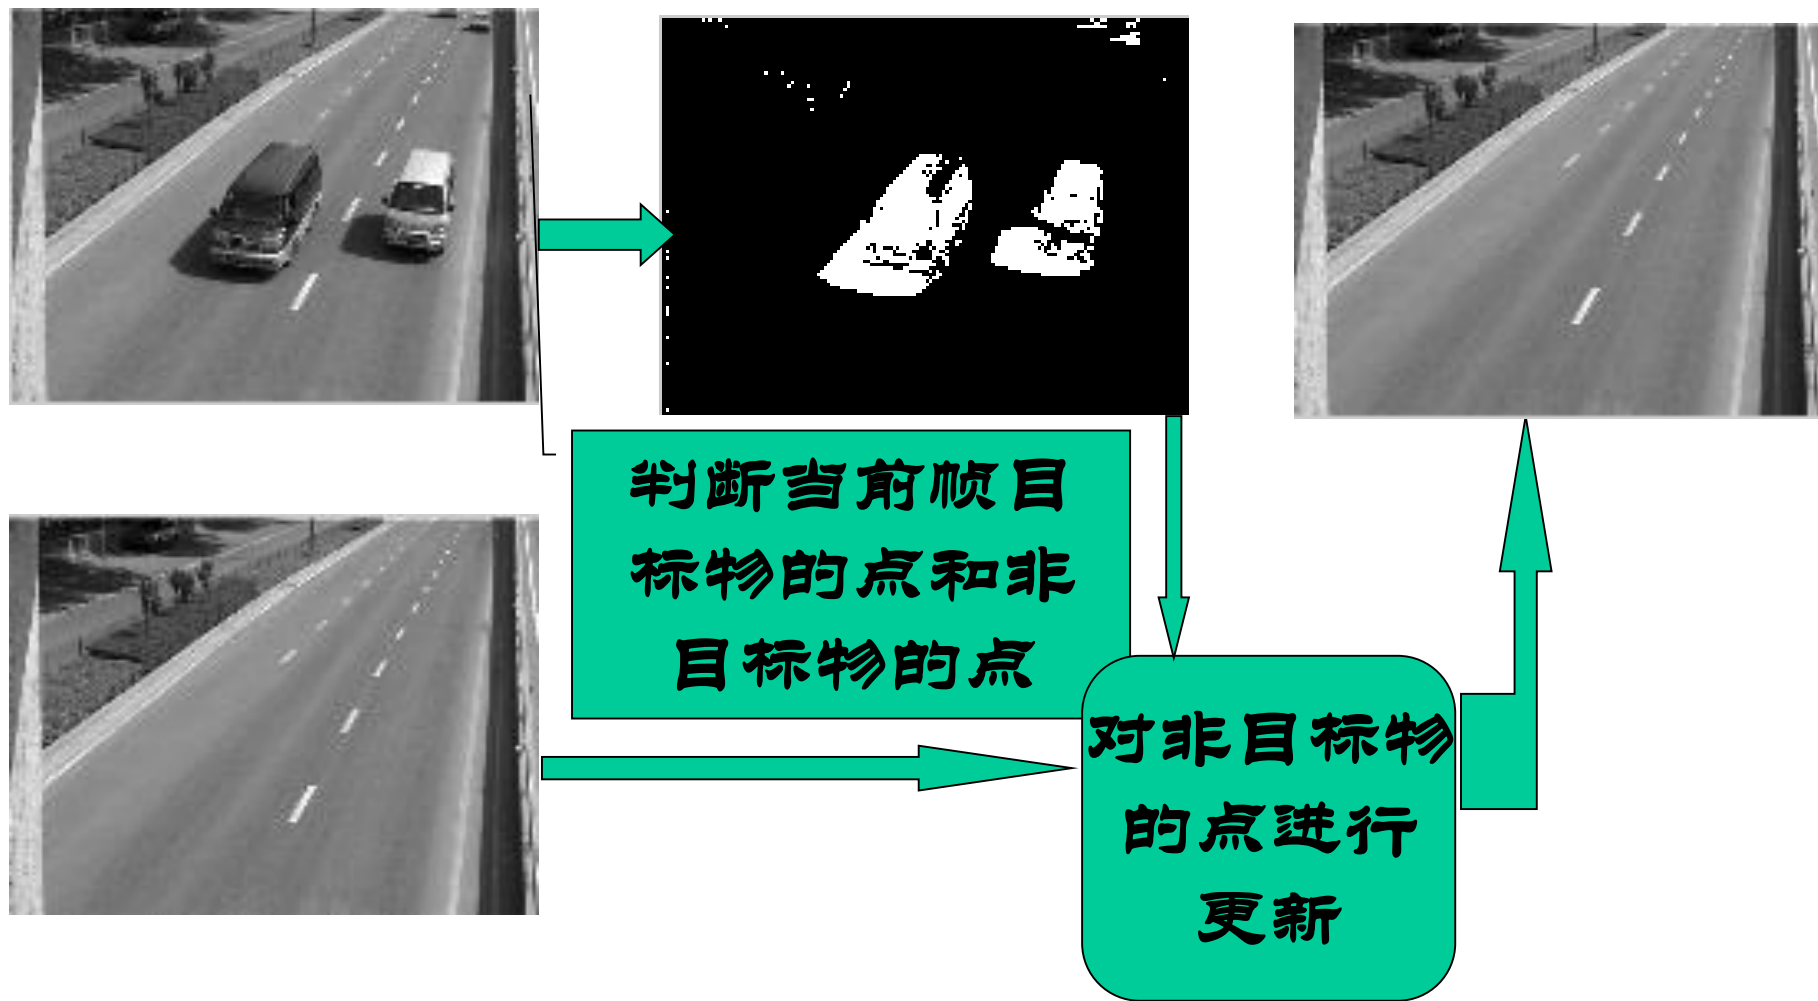 判断当前帧目
标物的点和非
目标物的点
对非目标物
的点进行
更新